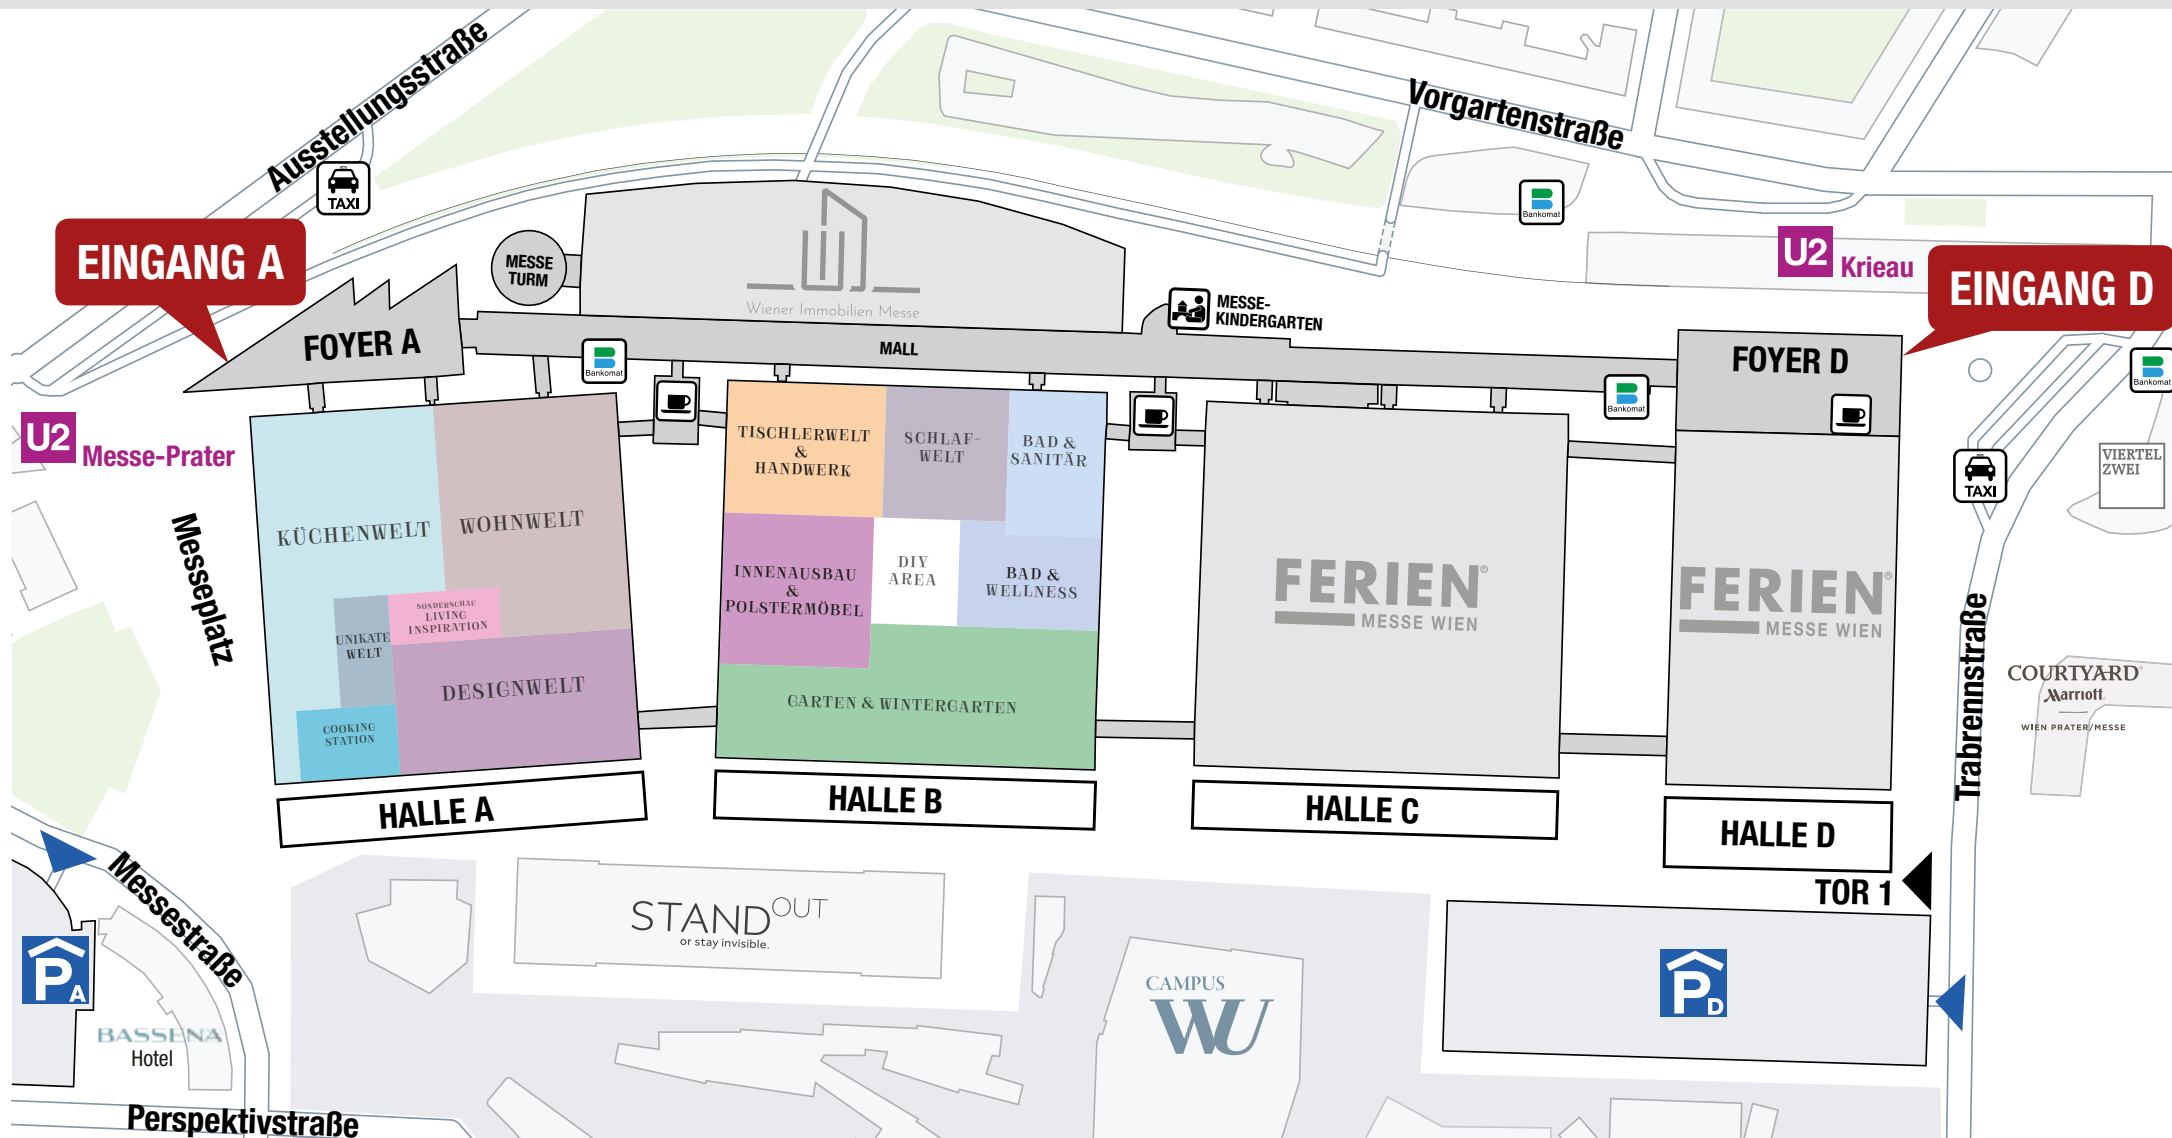 Ausstellungsstraße
TAXI
EINGANG A
FOYER A
U2 Messe-Prater
Messeplatz
MESSE
TURM
Wiener Immobilien Messe
MALL
Bankomat
MESSE-
KINDERGARTEN
Vorgartenstraße
Bankomat
U2 Krieau
EINGANG D
FOYER D
Bankomat
Bankomat
TAXI
VIERTEL
ZWEI
KÜCHENWELT
WOHNWELT
SONDERSCHAU
LIVING
INSPIRATION
UNIKATE
WELT
DESIGNWELT
COOKING
STATION
HALLE A
TISCHLERWELT
&
HANDWERK
SCHLAF-
WELT
BAD &
SANITÄR
INNENAUSBAU
&
POLSTERMÖBEL
DIY
AREA
BAD &
WELLNESS
GARTEN & WINTERGARTEN
HALLE B
FERIEN®
MESSE WIEN
HALLE C
FERIEN®
MESSE WIEN
HALLE D
TOR 1
Trabrennstraße
COURTYARD®
Marriott
WIEN PRATER/MESSE
Messestraße
P A
BASSENA
Hotel
Perspektivstraße
STANDOUT
or stay invisible.
CAMPUS
WU
P D